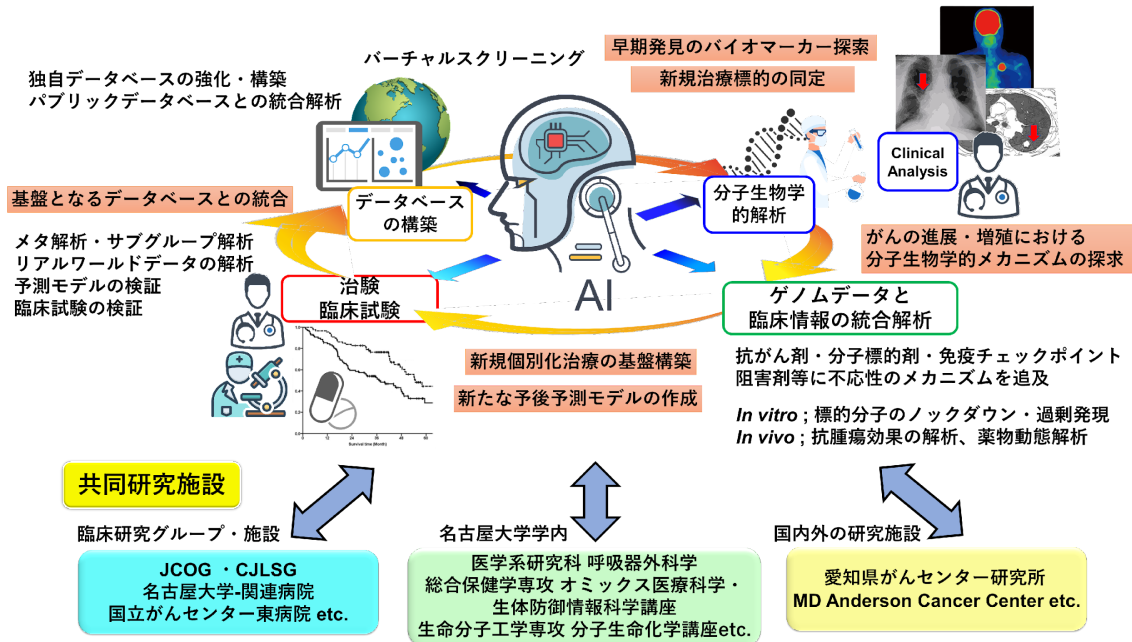 バーチャルスクリーニング
早期発見のバイオマーカー探索
新規治療標的の同定
独自データベースの強化・構築
パブリックデータベースとの統合解析
Clinical
Analysis
基盤となるデータベースとの統合
データベース
の構築
分子生物学
的解析
メタ解析・サブグループ解析
リアルワールドデータの解析
予測モデルの検証
臨床試験の検証
がんの進展・増殖における
分子生物学的メカニズムの探求
治験
臨床試験
AI
ゲノムデータと
臨床情報の統合解析
1.0
0.8
0.6
0.4
0.2
0
0
12
24
36
48
60
Survival time (Month)
新規個別化治療の基盤構築
新たな予後予測モデルの作成
抗がん剤・分子標的剤・免疫チェックポイント
阻害剤等に不応性のメカニズムを追及
In vitro ; 標的分子のノックダウン・過剰発現
In vivo ; 抗腫瘍効果の解析、薬物動態解析
共同研究施設
臨床研究グループ・施設
JCOG ・CJLSG
名古屋大学-関連病院
国立がんセンター東病院 etc.
名古屋大学学内
医学系研究科 呼吸器外科学
総合保健学専攻 オミックス医療科学・
生体防御情報科学講座
生命分子工学専攻 分子生命化学講座etc.
国内外の研究施設
愛知県がんセンター研究所
MD Anderson Cancer Center etc.